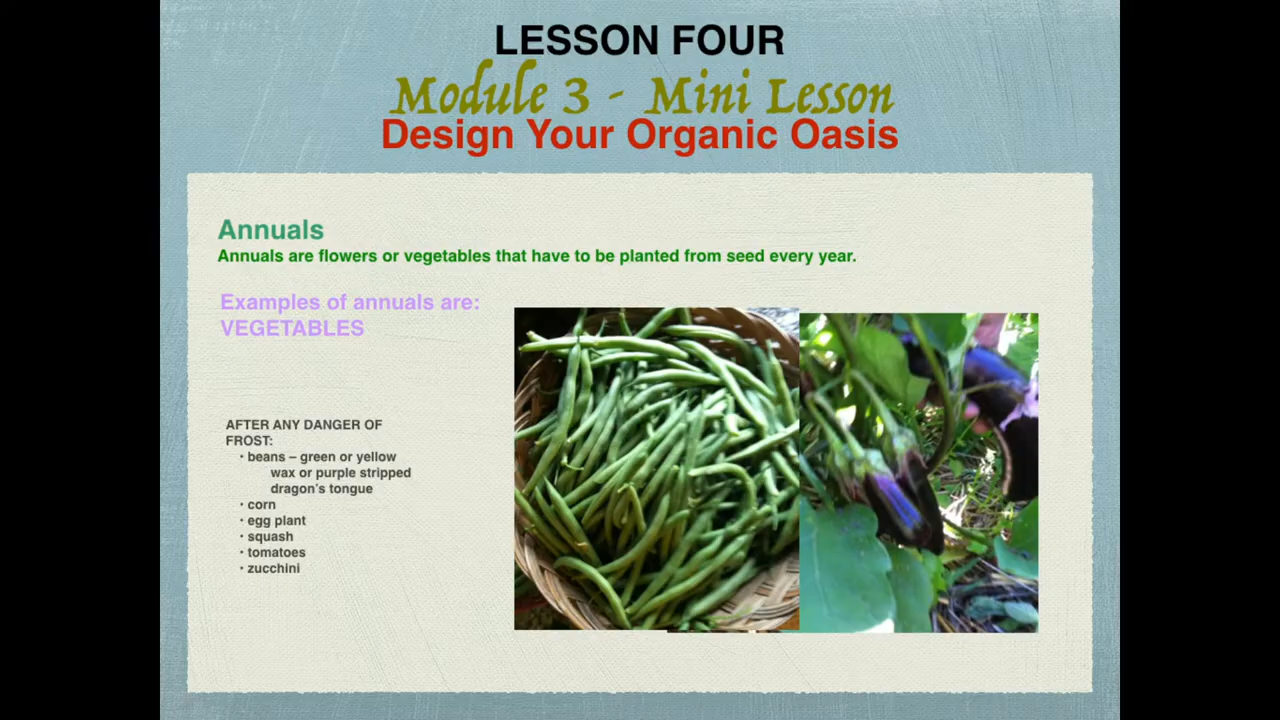 LESSON FOUR
Module 3 - Mini Lesson
Design Your Organic Oasis
Annuals
Annuals are flowers or vegetables that have to be planted from seed every year.
Examples of annuals are:
VEGETABLES
AFTER ANY DANGER OF
FROST:
• beans – green or yellow
wax or purple stripped
dragon's tongue
• corn
• egg plant
• squash
• tomatoes
• zucchini